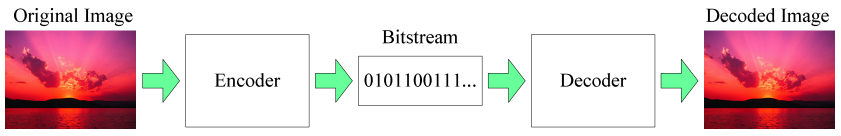 Original Image
Encoder
Bitstream
0101100111...
Decoder
Decoded Image